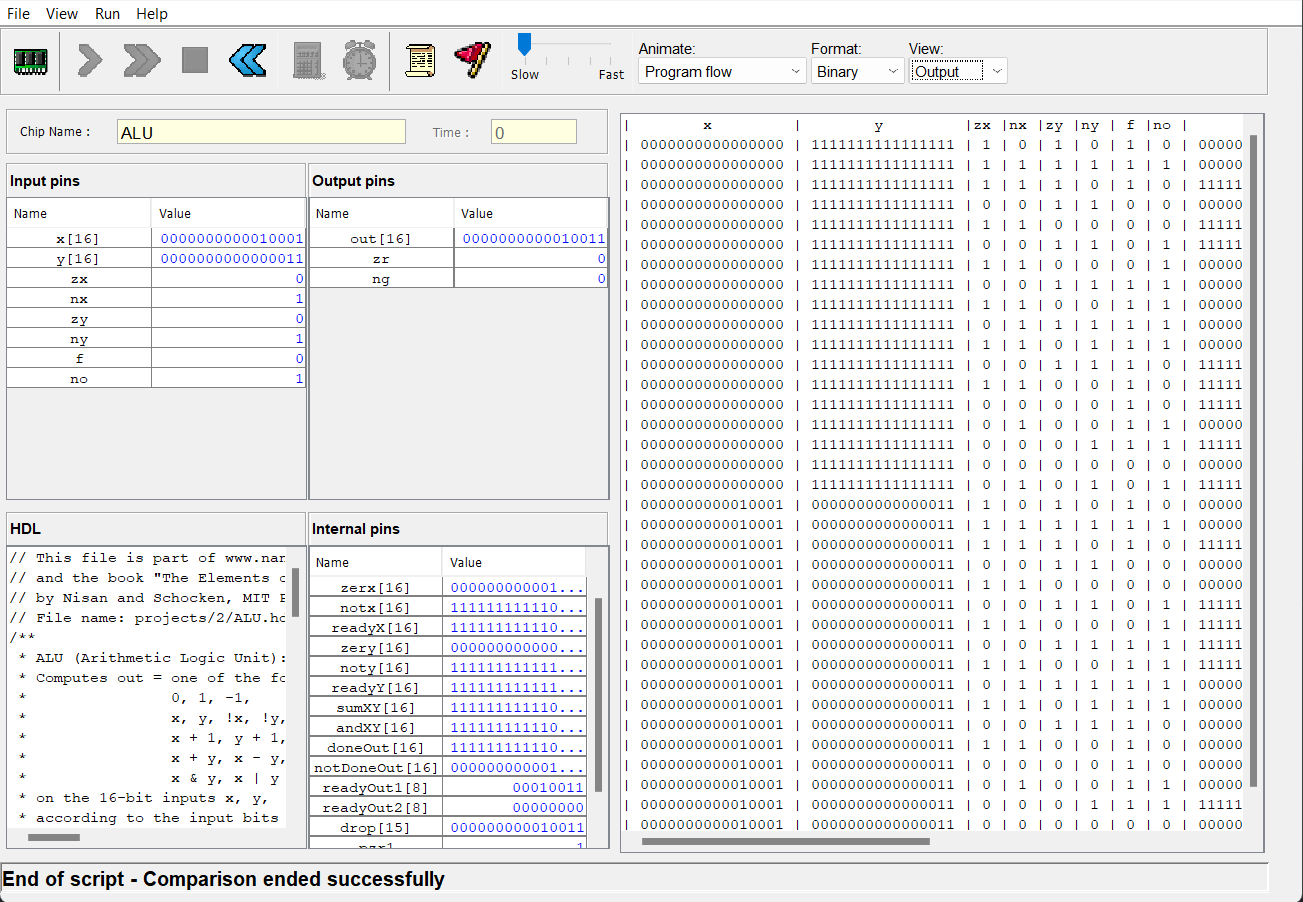 File View Run Help
Slow Fast
Animate: Format: View:
Program flow Binary Output
Chip Name : ALU Time : 0
Input pins
Name Value
x[16] 0000000000010001
y[16] 0000000000000011
zx 0
nx 1
zy 0
ny 1
f 0
no 1
Output pins
Name Value
out[16] 0000000000010011
zr 0
ng 0
HDL
// This file is part of www.nan
// and the book "The Elements o
// by Nisan and Schocken, MIT P
// File name: projects/2/ALU.hd
/**
* ALU (Arithmetic Logic Unit):
* Computes out = one of the fo
* 0, 1, -1,
* x, y, !x, !y,
* x + 1, y + 1,
* x + y, x - y,
* x & y, x | y
* on the 16-bit inputs x, y,
* according to the input bits
Internal pins
Name Value
zerx[16] 000000000001...
notx[16] 111111111110...
readyX[16] 111111111110...
zery[16] 000000000000...
noty[16] 111111111111...
readyY[16] 111111111111...
sumXY[16] 111111111110...
andXY[16] 111111111110...
doneOut[16] 111111111110...
notDoneOut[16] 000000000001...
readyOut1[8] 00010011
readyOut2[8] 00000000
drop[15] 000000000010011
| x | y |zx |nx |zy |ny | f |no |
| 0000000000000000 | 1111111111111111 | 1 | 0 | 1 | 0 | 1 | 0 | 00000
| 0000000000000000 | 1111111111111111 | 1 | 1 | 1 | 1 | 1 | 1 | 00000
| 0000000000000000 | 1111111111111111 | 1 | 1 | 1 | 0 | 1 | 0 | 11111
| 0000000000000000 | 1111111111111111 | 0 | 0 | 1 | 1 | 0 | 0 | 00000
| 0000000000000000 | 1111111111111111 | 1 | 1 | 0 | 0 | 0 | 0 | 11111
| 0000000000000000 | 1111111111111111 | 0 | 0 | 1 | 1 | 0 | 1 | 11111
| 0000000000000000 | 1111111111111111 | 1 | 1 | 0 | 0 | 0 | 1 | 00000
| 0000000000000000 | 1111111111111111 | 0 | 0 | 1 | 1 | 1 | 1 | 00000
| 0000000000000000 | 1111111111111111 | 1 | 1 | 0 | 0 | 1 | 1 | 00000
| 0000000000000000 | 1111111111111111 | 0 | 1 | 1 | 1 | 1 | 1 | 00000
| 0000000000000000 | 1111111111111111 | 1 | 1 | 0 | 1 | 1 | 1 | 00000
| 0000000000000000 | 1111111111111111 | 0 | 0 | 1 | 1 | 1 | 0 | 11111
| 0000000000000000 | 1111111111111111 | 1 | 1 | 0 | 0 | 1 | 0 | 11111
| 0000000000000000 | 1111111111111111 | 0 | 0 | 0 | 0 | 1 | 0 | 11111
| 0000000000000000 | 1111111111111111 | 0 | 1 | 0 | 0 | 1 | 1 | 00000
| 0000000000000000 | 1111111111111111 | 0 | 0 | 0 | 1 | 1 | 1 | 11111
| 0000000000000000 | 1111111111111111 | 0 | 0 | 0 | 0 | 0 | 0 | 00000
| 0000000000000000 | 1111111111111111 | 0 | 1 | 0 | 1 | 0 | 1 | 11111
| 0000000000010001 | 0000000000000011 | 1 | 0 | 1 | 0 | 1 | 0 | 00000
| 0000000000010001 | 0000000000000011 | 1 | 1 | 1 | 1 | 1 | 1 | 00000
| 0000000000010001 | 0000000000000011 | 1 | 1 | 1 | 0 | 1 | 0 | 11111
| 0000000000010001 | 0000000000000011 | 0 | 0 | 1 | 1 | 0 | 0 | 00000
| 0000000000010001 | 0000000000000011 | 1 | 1 | 0 | 0 | 0 | 0 | 00000
| 0000000000010001 | 0000000000000011 | 0 | 0 | 1 | 1 | 0 | 1 | 11111
| 0000000000010001 | 0000000000000011 | 1 | 1 | 0 | 0 | 0 | 1 | 11111
| 0000000000010001 | 0000000000000011 | 0 | 0 | 1 | 1 | 1 | 1 | 11111
| 0000000000010001 | 0000000000000011 | 1 | 1 | 0 | 0 | 1 | 1 | 11111
| 0000000000010001 | 0000000000000011 | 0 | 1 | 1 | 1 | 1 | 1 | 00000
| 0000000000010001 | 0000000000000011 | 1 | 1 | 0 | 1 | 1 | 1 | 00000
| 0000000000010001 | 0000000000000011 | 0 | 0 | 1 | 1 | 1 | 0 | 00000
| 0000000000010001 | 0000000000000011 | 1 | 1 | 0 | 0 | 1 | 0 | 00000
| 0000000000010001 | 0000000000000011 | 0 | 0 | 0 | 0 | 1 | 0 | 00000
| 0000000000010001 | 0000000000000011 | 0 | 1 | 0 | 0 | 1 | 1 | 00000
| 0000000000010001 | 0000000000000011 | 0 | 0 | 0 | 1 | 1 | 1 | 11111
| 0000000000010001 | 0000000000000011 | 0 | 0 | 0 | 0 | 0 | 0 | 00000
End of script - Comparison ended successfully